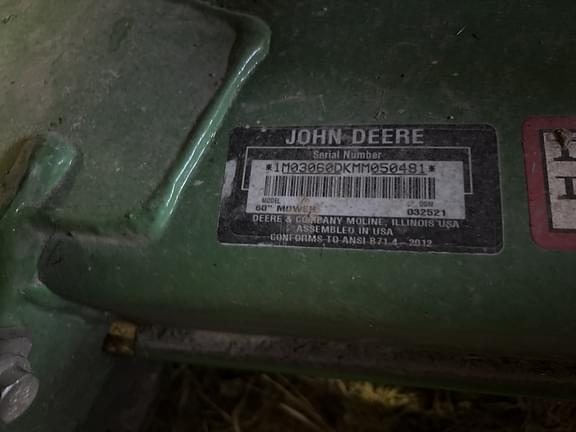 JOHN DEERE
Serial Number
*1M03060DKMM050481*
MODEL DOM
60" MOWER 032521
DEERE & COMPANY MOLINE, ILLINOIS USA
ASSEMBLED IN USA
CONFORMS TO ANSI B71.4 - 2012